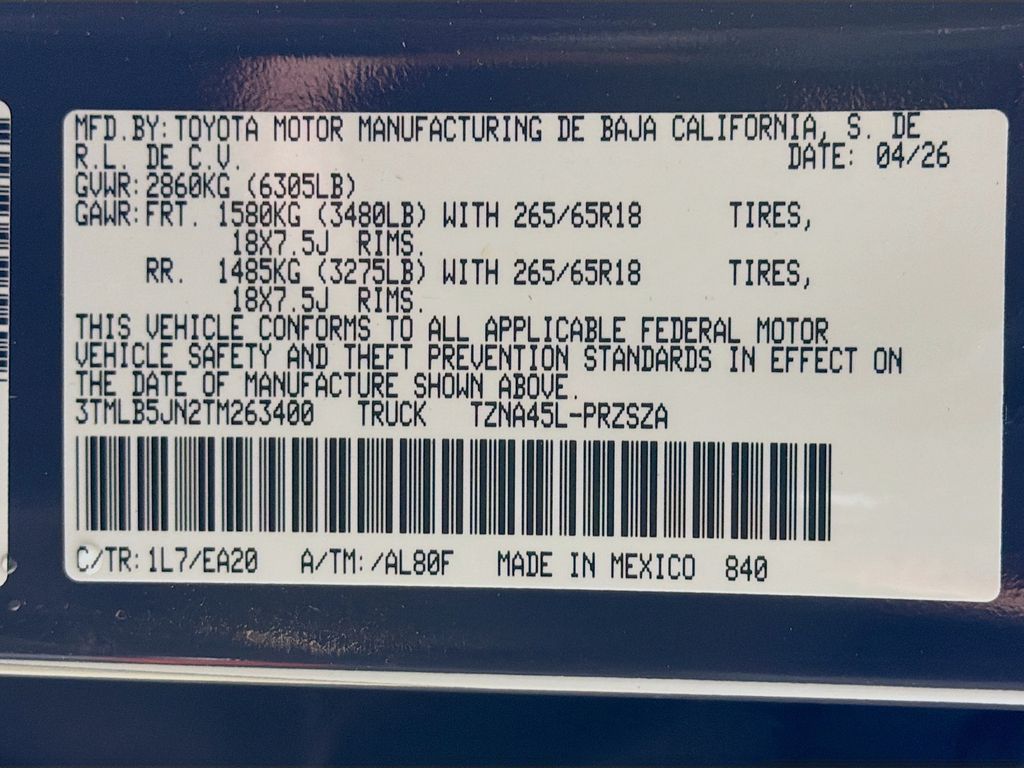 MFD.BY: TOYOTA MOTOR MANUFACTURING DE BAJA CALIFORNIA, S. DE
R.L. DE C.V. DATE: 04/26
GVWR: 2860KG (6305LB)
GAWR: FRT. 1580KG (3480LB) WITH 265/65R18 TIRES,
18X7.5J RIMS.
RR. 1485KG (3275LB) WITH 265/65R18 TIRES,
18X7.5J RIMS.
THIS VEHICLE CONFORMS TO ALL APPLICABLE FEDERAL MOTOR
VEHICLE SAFETY AND THEFT PREVENTION STANDARDS IN EFFECT ON
THE DATE OF MANUFACTURE SHOWN ABOVE.
3TMLB5JN2TM263400 TRUCK TZNA45L-PRZSZA
C/TR: 1L7/EA20 A/TM: /AL80F MADE IN MEXICO 840